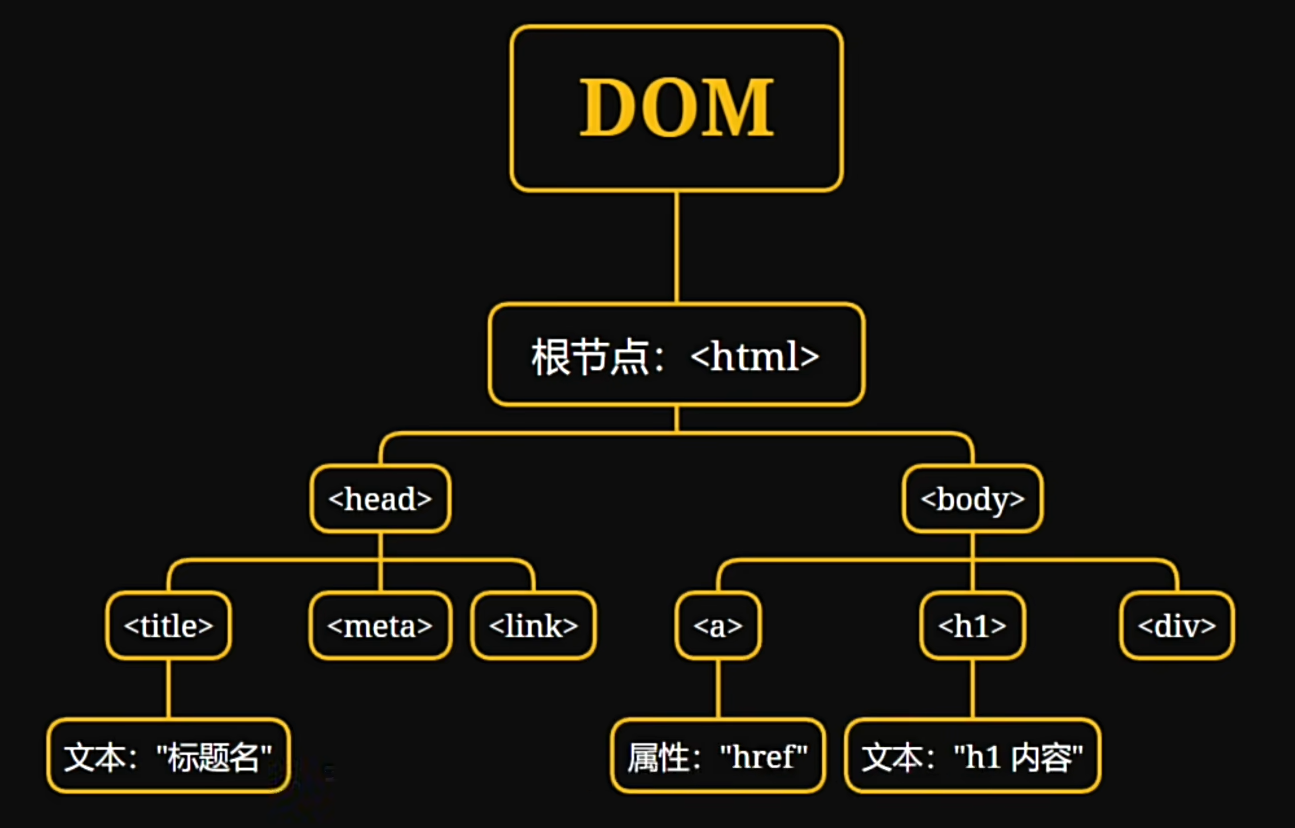 DOM
根节点：<html>
<head>
<body>
<title>
<meta>
<link>
<a>
<h1>
<div>
文本："标题名"
属性："href"
文本："h1 内容"